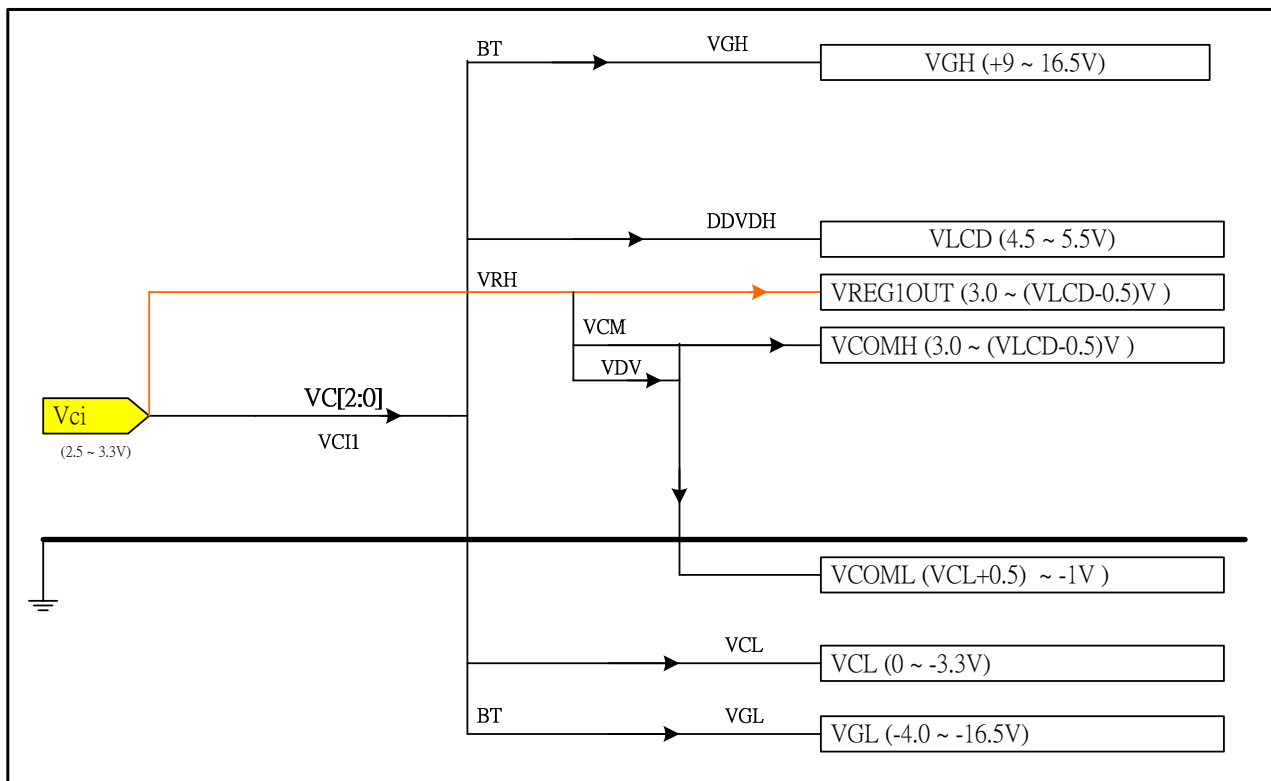 BT
VGH
VGH (+9 ~ 16.5V)
DDVDH
VLCD (4.5 ~ 5.5V)
VRH
VREG1OUT (3.0 ~ (VLCD-0.5)V )
VCM
VCOMH (3.0 ~ (VLCD-0.5)V )
VDV
Vci
(2.5 ~ 3.3V)
VC[2:0]
VCI1
VCOML (VCL+0.5) ~ -1V )
VCL
VCL (0 ~ -3.3V)
BT
VGL
VGL (-4.0 ~ -16.5V)